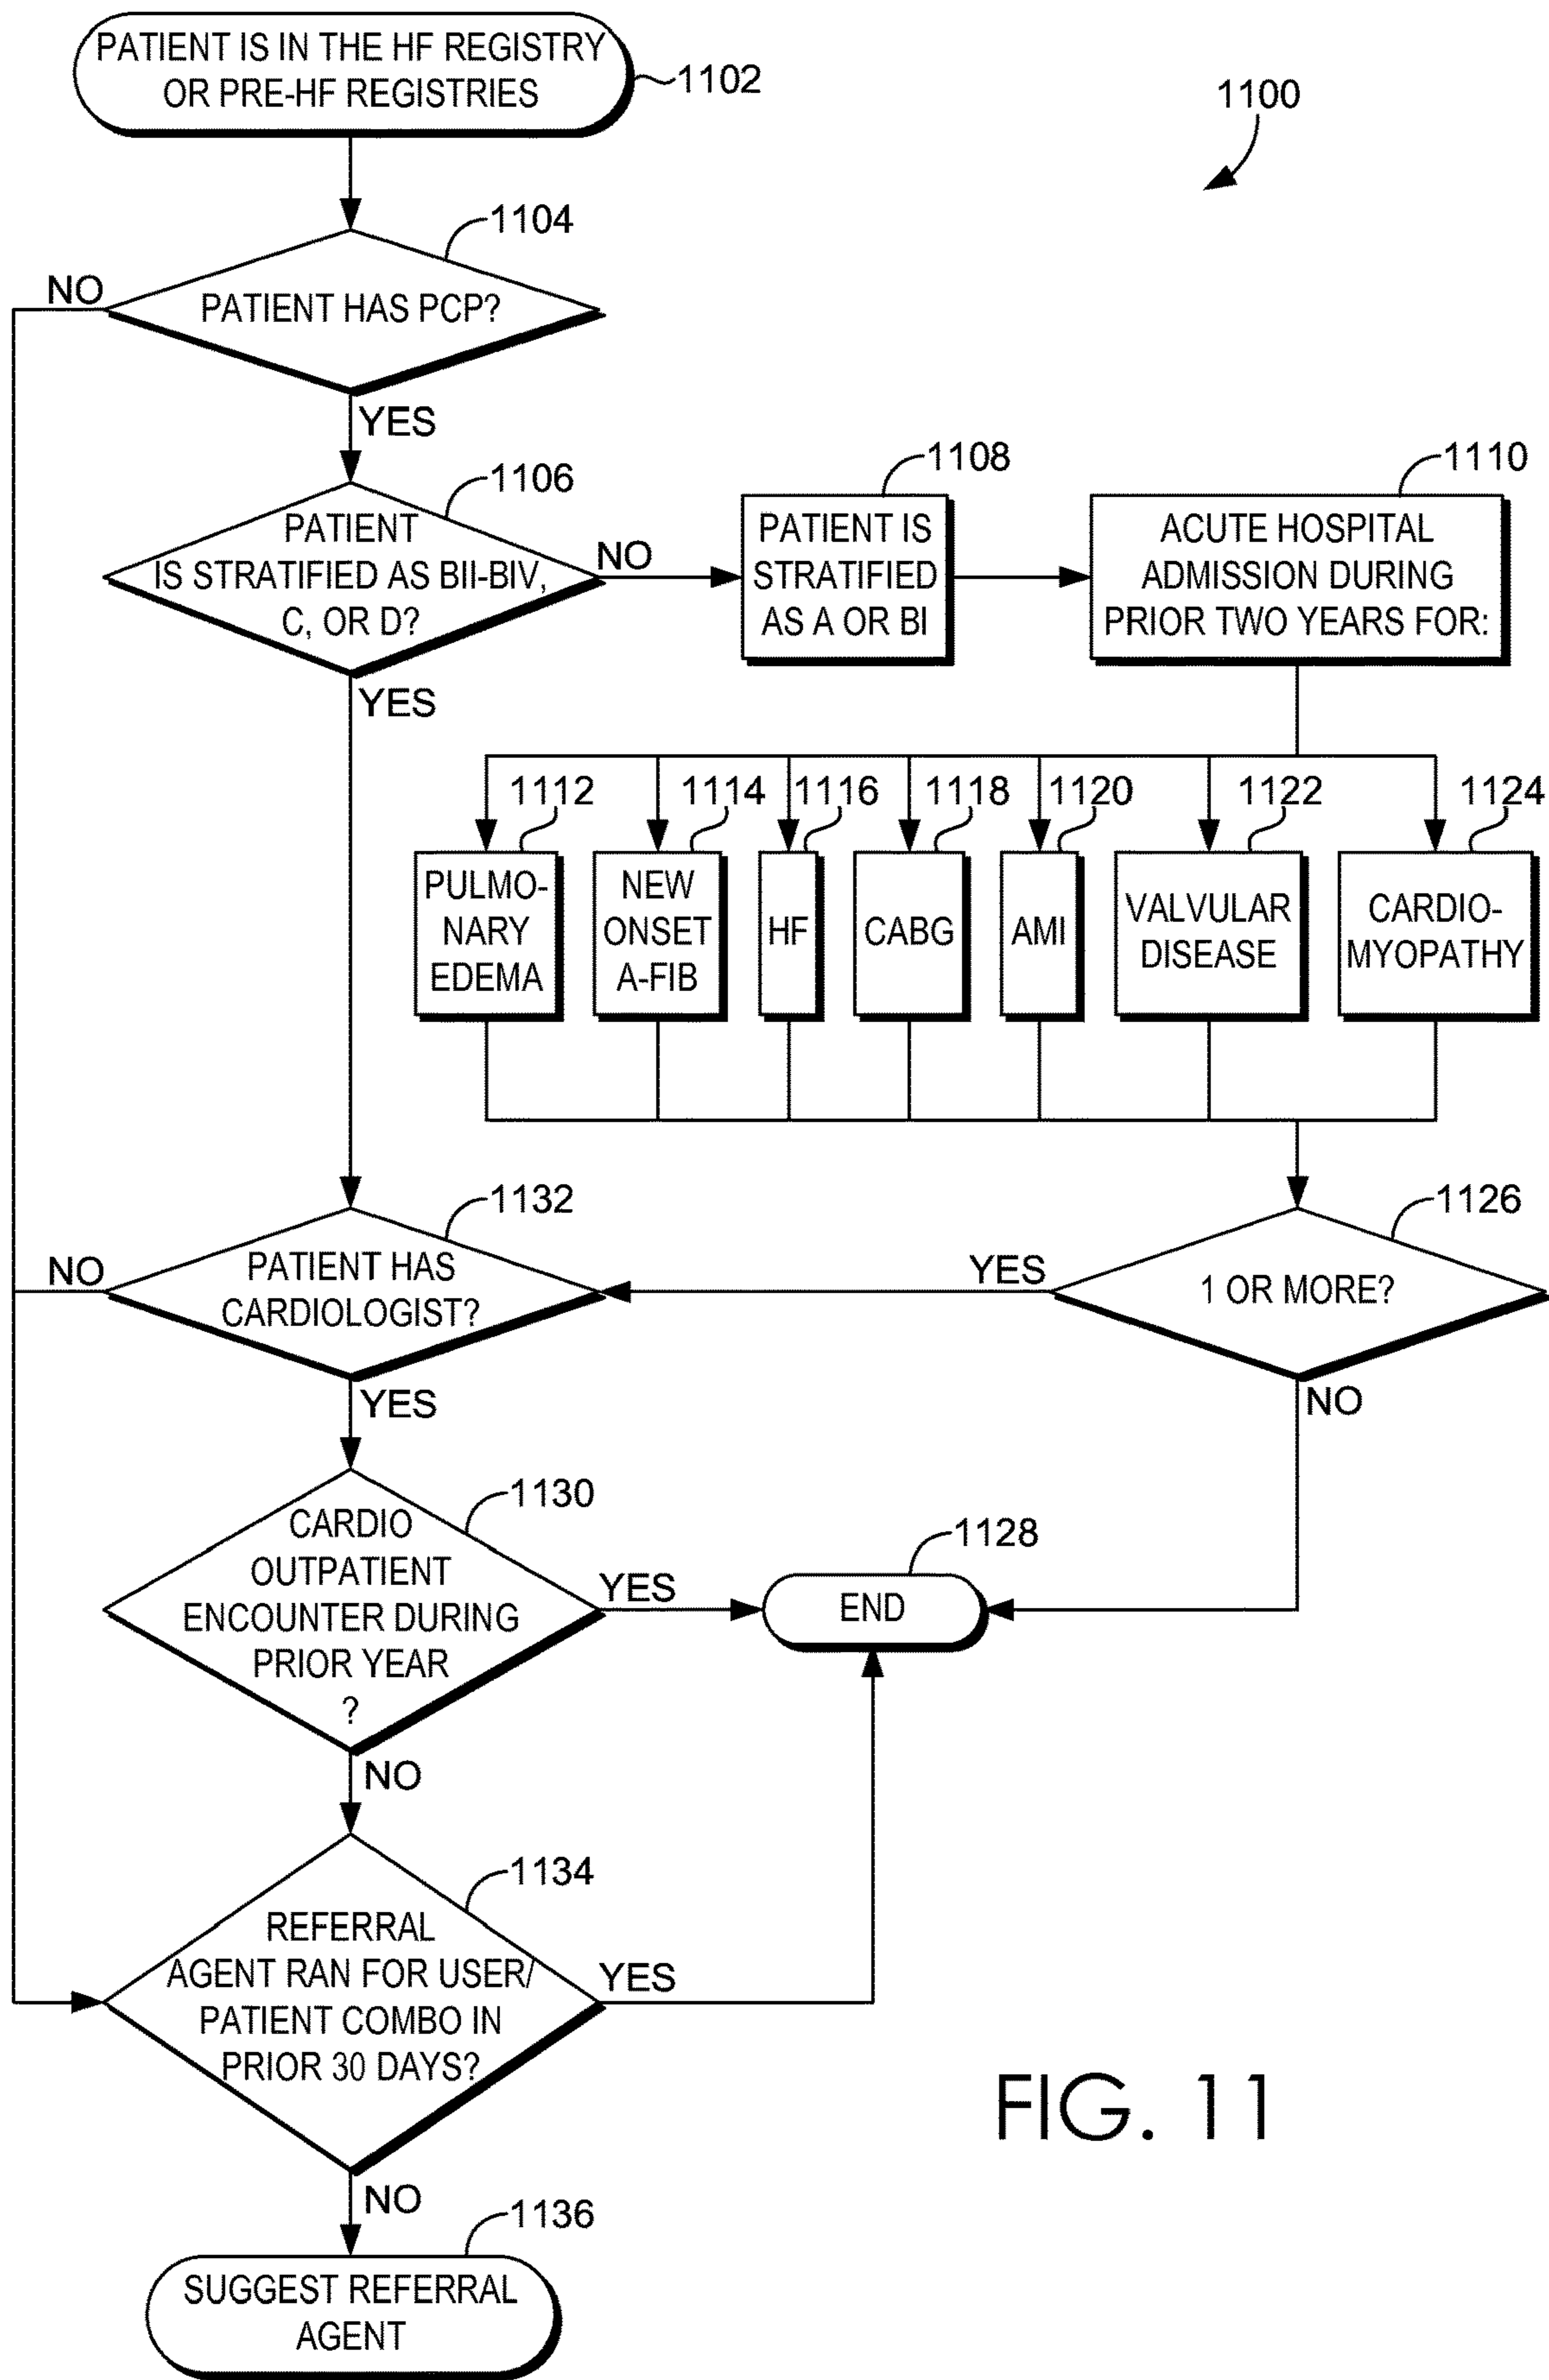 PATIENT IS IN THE HF REGISTRY
OR PRE-HF REGISTRIES
1102
1100
1104
NO
PATIENT HAS PCP?
YES
1106
PATIENT
IS STRATIFIED AS BII-BIV,
C, OR D?
NO
YES
1108
PATIENT IS
STRATIFIED
AS A OR BI
1110
ACUTE HOSPITAL
ADMISSION DURING
PRIOR TWO YEARS FOR:
1112
PULMO-
NARY
EDEMA
1114
NEW
ONSET
A-FIB
1116
HF
1118
CABG
1120
AMI
1122
VALVULAR
DISEASE
1124
CARDIO-
MYOPATHY
1132
NO
PATIENT HAS
CARDIOLOGIST?
YES
1126
YES
1 OR MORE?
NO
1130
CARDIO
OUTPATIENT
ENCOUNTER DURING
PRIOR YEAR
?
YES
NO
1128
END
1134
REFERRAL
AGENT RAN FOR USER/
PATIENT COMBO IN
PRIOR 30 DAYS?
YES
NO
1136
SUGGEST REFERRAL
AGENT
FIG. 11